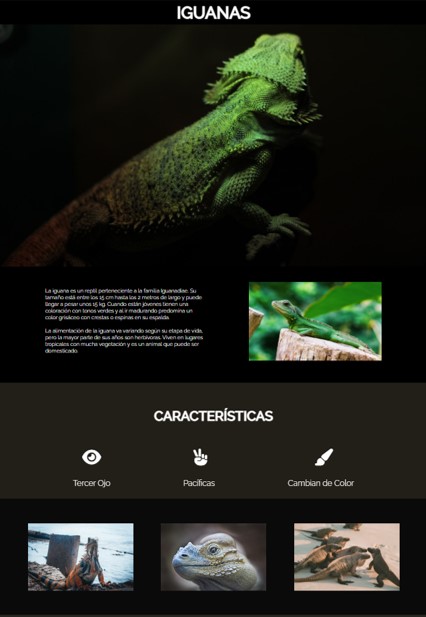 IGUANAS
La iguana es un reptil perteneciente a la familia Iguanadiae. Su
tamaño está entre los 15 cm hasta los 2 metros de largo y puede
llegar a pesar unos 15 kg. Cuando están jóvenes tienen una
coloración con tonos verdes y al ir madurando predomina un
color grisáceo con crestas o espinas en su espalda.
La alimentación de la iguana va variando según su etapa de vida,
pero la mayor parte de sus años son herbívoras. Viven en lugares
tropicales con mucha vegetación y es un animal que puede ser
domesticado.
CARACTERÍSTICAS
Tercer Ojo
Pacíficas
Cambian de Color